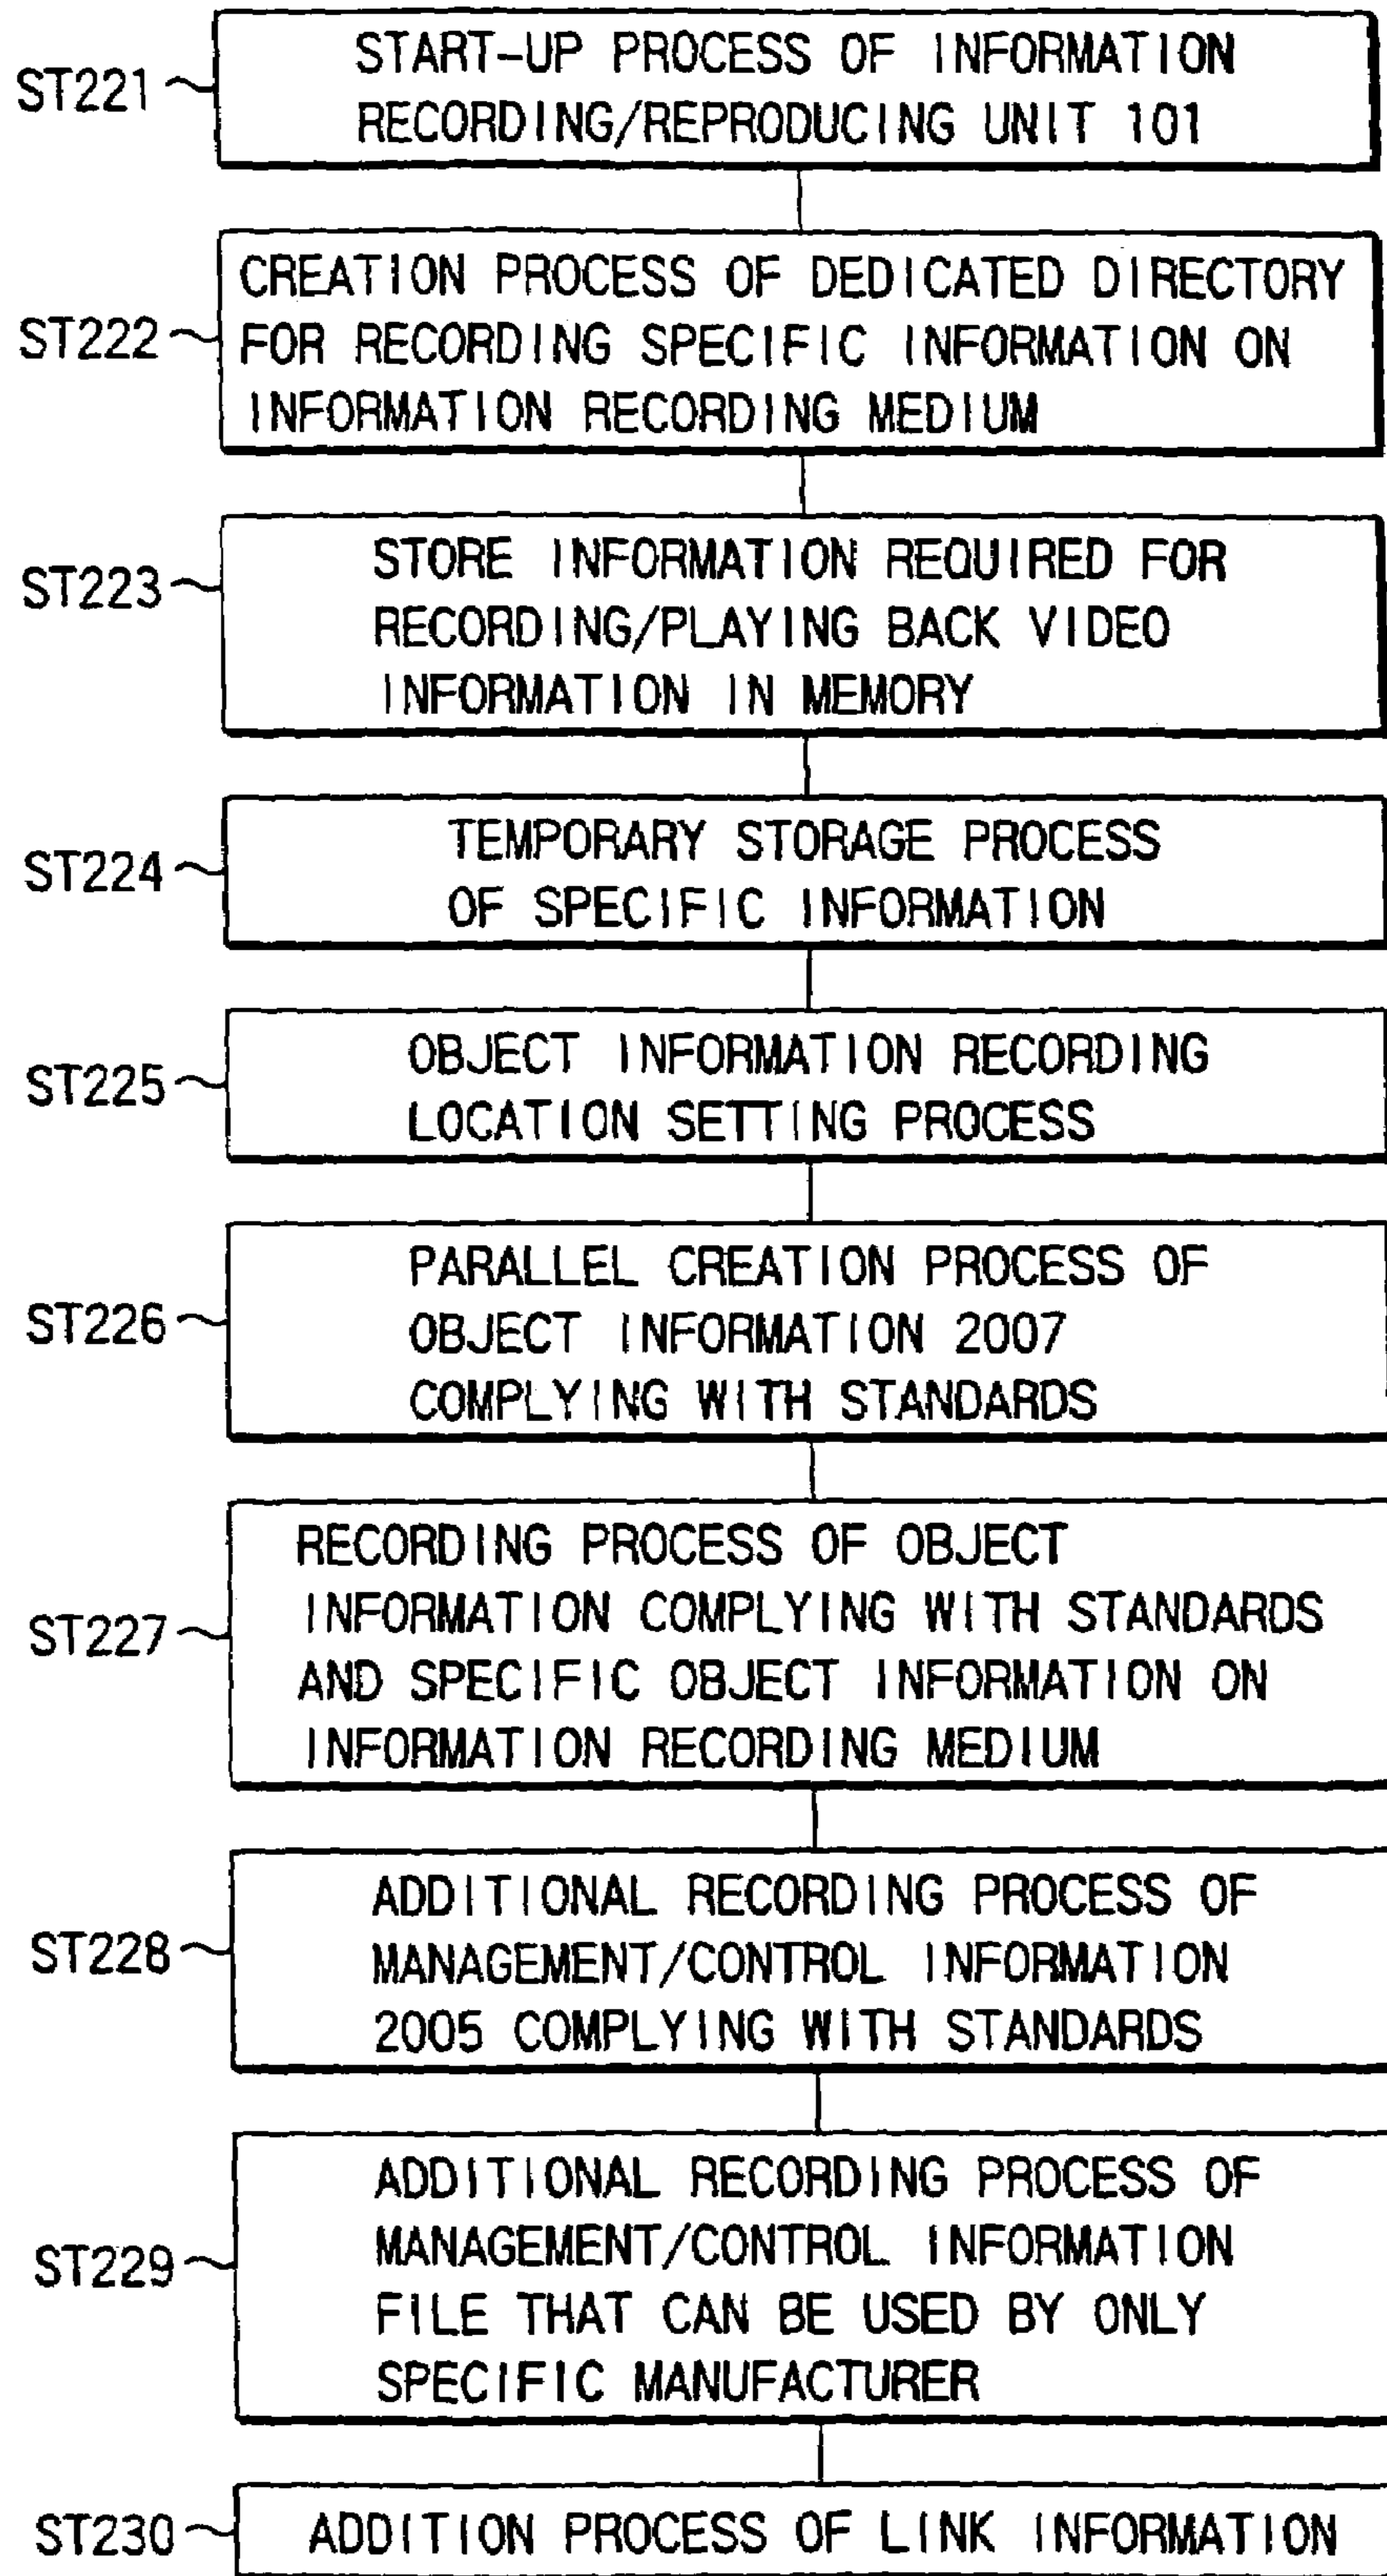 START-UP PROCESS OF INFORMATION
ST221
RECORDING/REPRODUCING UNIT 101
CREATION PROCESS OF DEDICATED DIRECTORY
ST222
FOR RECORDING SPECIFIC INFORMATION ON
INFORMATION RECORDING MEDIUM
STORE INFORMATION REQUIRED FOR
ST223
RECORDING/PLAYING BACK VIDEO
INFORMATION IN MEMORY
TEMPORARY STORAGE PROCESS
ST224
OF SPECIFIC INFORMATION
OBJECT INFORMATION RECORDING
ST225
LOCATION SETTING PROCESS
PARALLEL CREATION PROCESS OF
ST226
OBJECT INFORMATION 2007
COMPLYING WITH STANDARDS
RECORDING PROCESS OF OBJECT
INFORMATION COMPLYING WITH STANDARDS
ST227
AND SPECIFIC OBJECT INFORMATION ON
INFORMATION RECORDING MEDIUM
ADDITIONAL RECORDING PROCESS OF
ST228
MANAGEMENT/CONTROL INFORMATION
2005 COMPLYING WITH STANDARDS
ADDITIONAL RECORDING PROCESS OF
MANAGEMENT/CONTROL INFORMATION
ST229
FILE THAT CAN BE USED BY ONLY
SPECIFIC MANUFACTURER
ST230
ADDITION PROCESS OF LINK INFORMATION